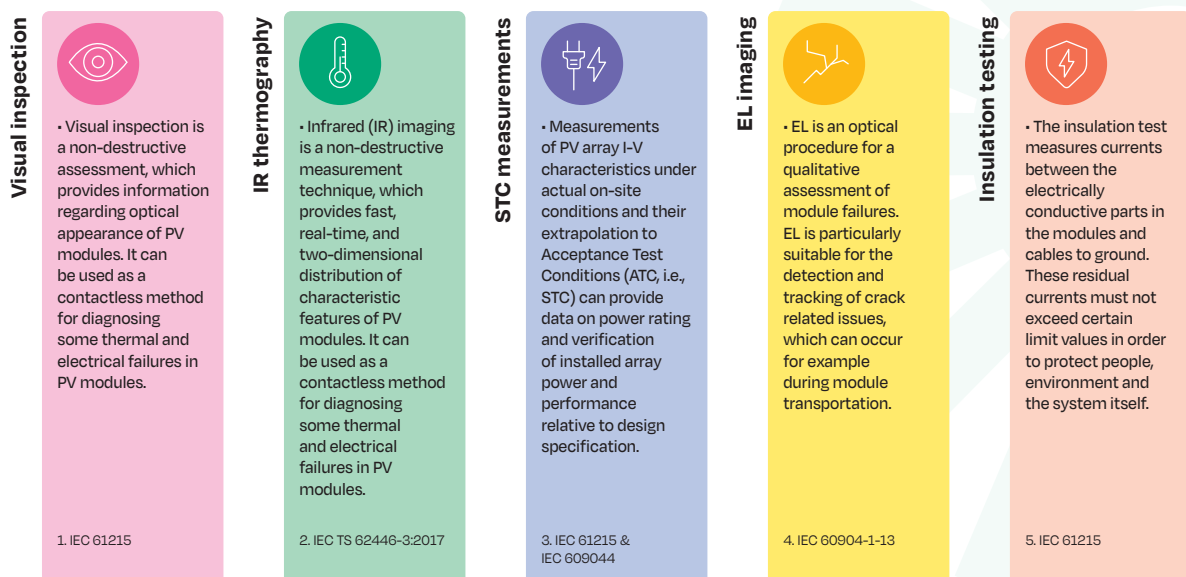 Visual inspection
· Visual inspection is
a non-destructive
assessment, which
provides information
regarding optical
appearance of PV
modules. It can
be used as a
contactless method
for diagnosing
some thermal and
electrical failures in
PV modules.
1. IEC 61215
IR thermography
· Infrared (IR) imaging
is a non-destructive
measurement
technique, which
provides fast,
real-time, and
two-dimensional
distribution of
characteristic
features of PV
modules. It can
be used as a
contactless method
for diagnosing
some thermal
and electrical
failures in PV
modules.
2. IEC TS 62446-3:2017
STC measurements
· Measurements
of PV array I-V
characteristics under
actual on-site
conditions and their
extrapolation to
Acceptance Test
Conditions (ATC, i.e.,
STC) can provide
data on power rating
and verification
of installed array
power and
performance
relative to design
specification.
3. IEC 61215 &
IEC 609044
EL imaging
· EL is an optical
procedure for a
qualitative
assessment of
module failures.
EL is particularly
suitable for the
detection and
tracking of crack
related issues,
which can occur
for example
during module
transportation.
4. IEC 60904-1-13
Insulation testing
· The insulation test
measures currents
between the
electrically
conductive parts in
the modules and
cables to ground.
These residual
currents must not
exceed certain
limit values in order
to protect people,
environment and
the system itself.
5. IEC 61215